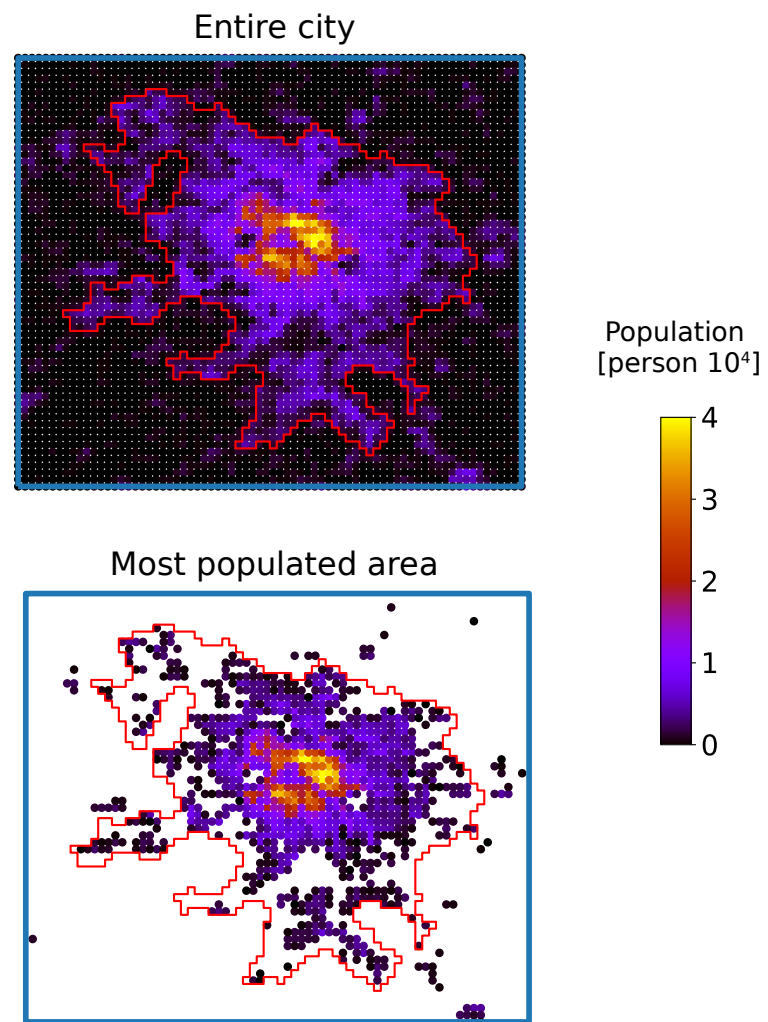 Entire city
Population
[person 10⁴]
4
3
2
1
0
Most populated area